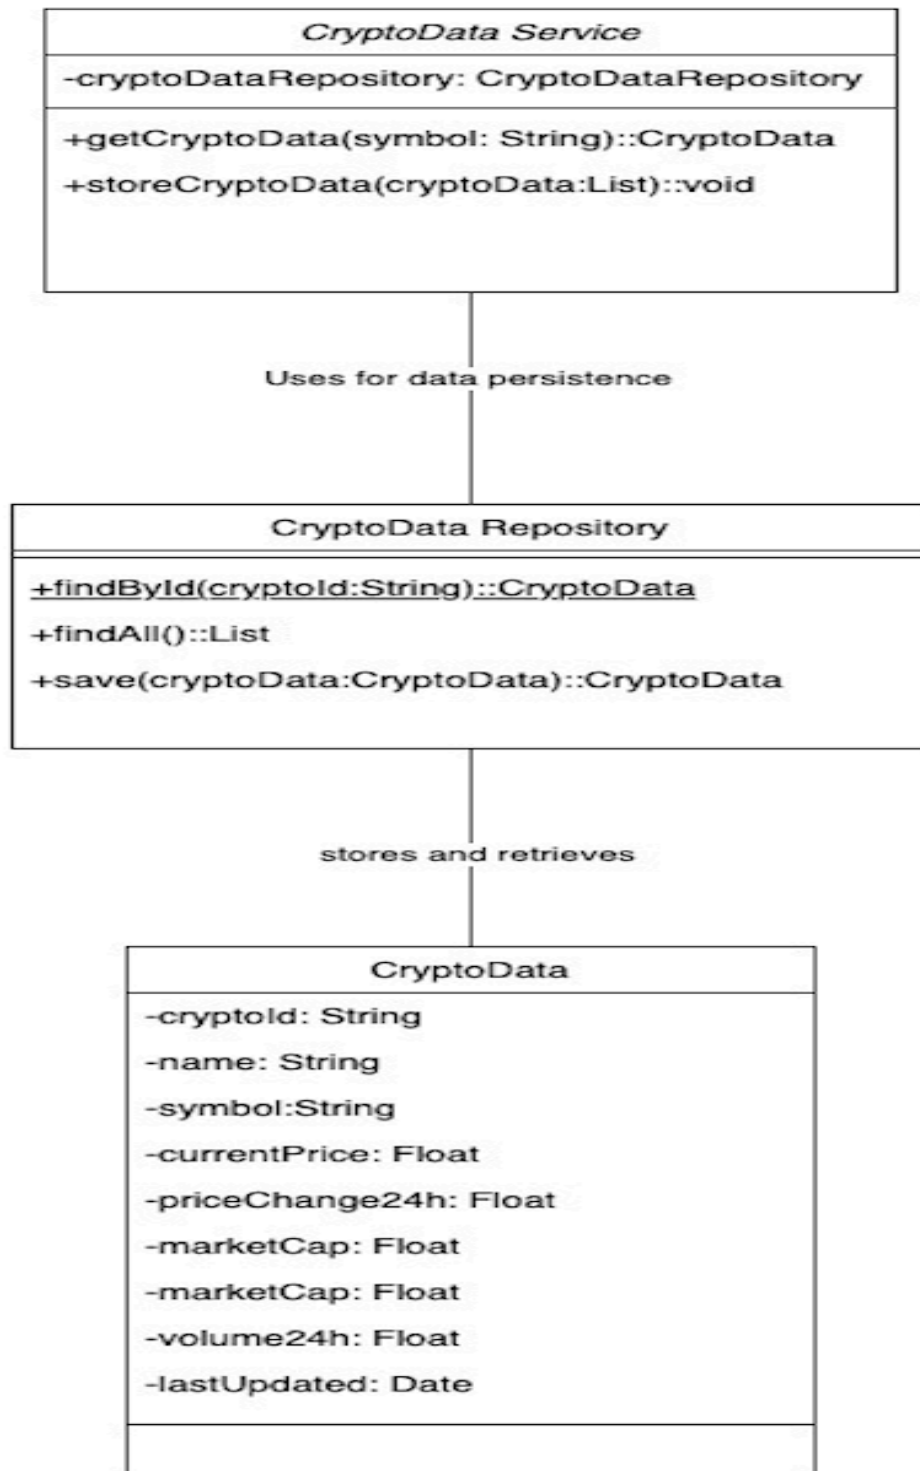 CryptoData Service
-cryptoDataRepository: CryptoDataRepository
+getCryptoData(symbol: String)::CryptoData
+storeCryptoData(cryptoData:List)::void
Uses for data persistence
CryptoData Repository
+findById(cryptoId:String)::CryptoData
+findAll()::List
+save(cryptoData:CryptoData)::CryptoData
stores and retrieves
CryptoData
-cryptoId: String
-name: String
-symbol:String
-currentPrice: Float
-priceChange24h: Float
-marketCap: Float
-marketCap: Float
-volume24h: Float
-lastUpdated: Date